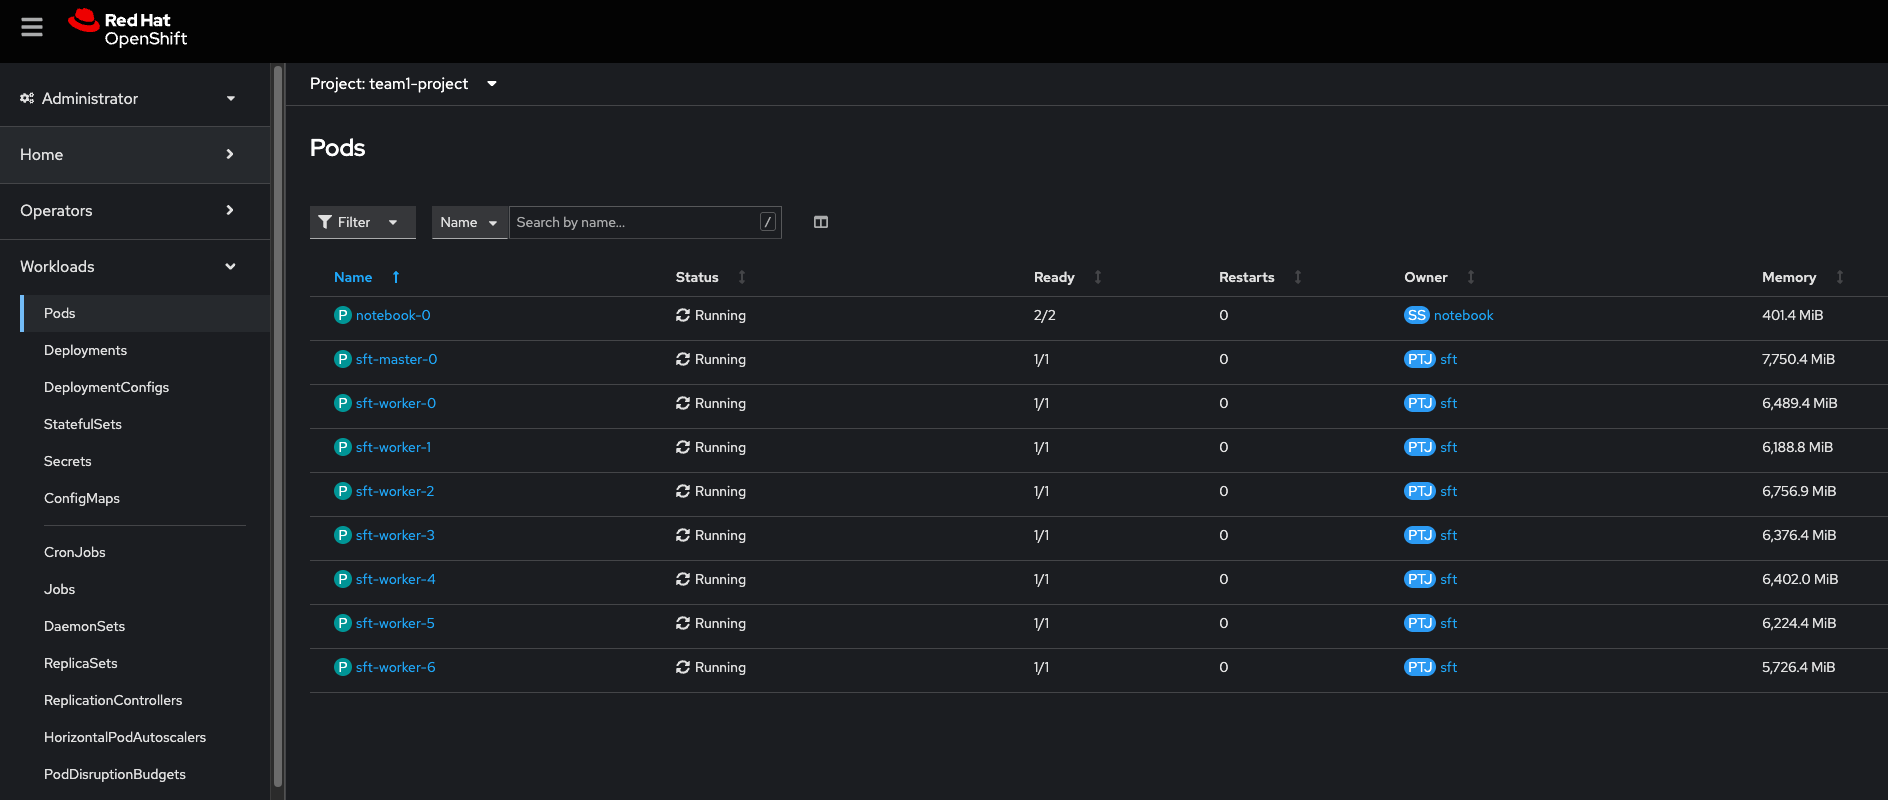 Red Hat
OpenShift
Administrator
Home
Operators
Workloads
Pods
Deployments
DeploymentConfigs
StatefulSets
Secrets
ConfigMaps
CronJobs
Jobs
DaemonSets
ReplicaSets
ReplicationControllers
HorizontalPodAutoscalers
PodDisruptionBudgets
Project: team1-project
Pods
Filter Name Search by name... /
Name Status Ready Restarts Owner Memory
P notebook-0 Running 2/2 0 SS notebook 401.4 MiB
P sft-master-0 Running 1/1 0 PTJ sft 7,750.4 MiB
P sft-worker-0 Running 1/1 0 PTJ sft 6,489.4 MiB
P sft-worker-1 Running 1/1 0 PTJ sft 6,188.8 MiB
P sft-worker-2 Running 1/1 0 PTJ sft 6,756.9 MiB
P sft-worker-3 Running 1/1 0 PTJ sft 6,376.4 MiB
P sft-worker-4 Running 1/1 0 PTJ sft 6,402.0 MiB
P sft-worker-5 Running 1/1 0 PTJ sft 6,224.4 MiB
P sft-worker-6 Running 1/1 0 PTJ sft 5,726.4 MiB